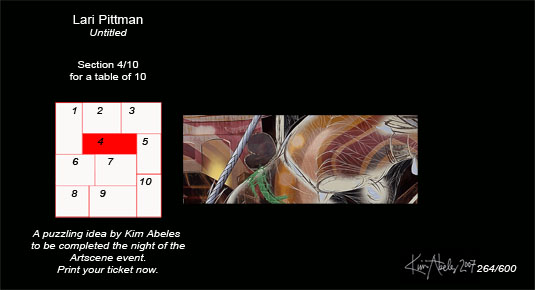 Lari Pittman
Untitled
Section 4/10
for a table of 10
1 2 3
4 5
6 7
10
8 9
A puzzling idea by Kim Abeles
to be completed the night of the
Artscene event.
Print your ticket now.
Kim Abeles 2007 264/600